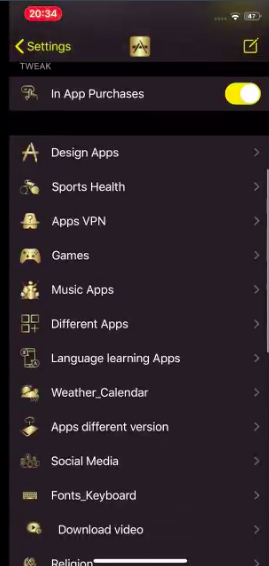 20:34
47
Settings
TWEAK
In App Purchases
Design Apps
Sports Health
Apps VPN
Games
Music Apps
Different Apps
Language learning Apps
Weather_Calendar
Apps different version
Social Media
Fonts_Keyboard
Download video
Religion